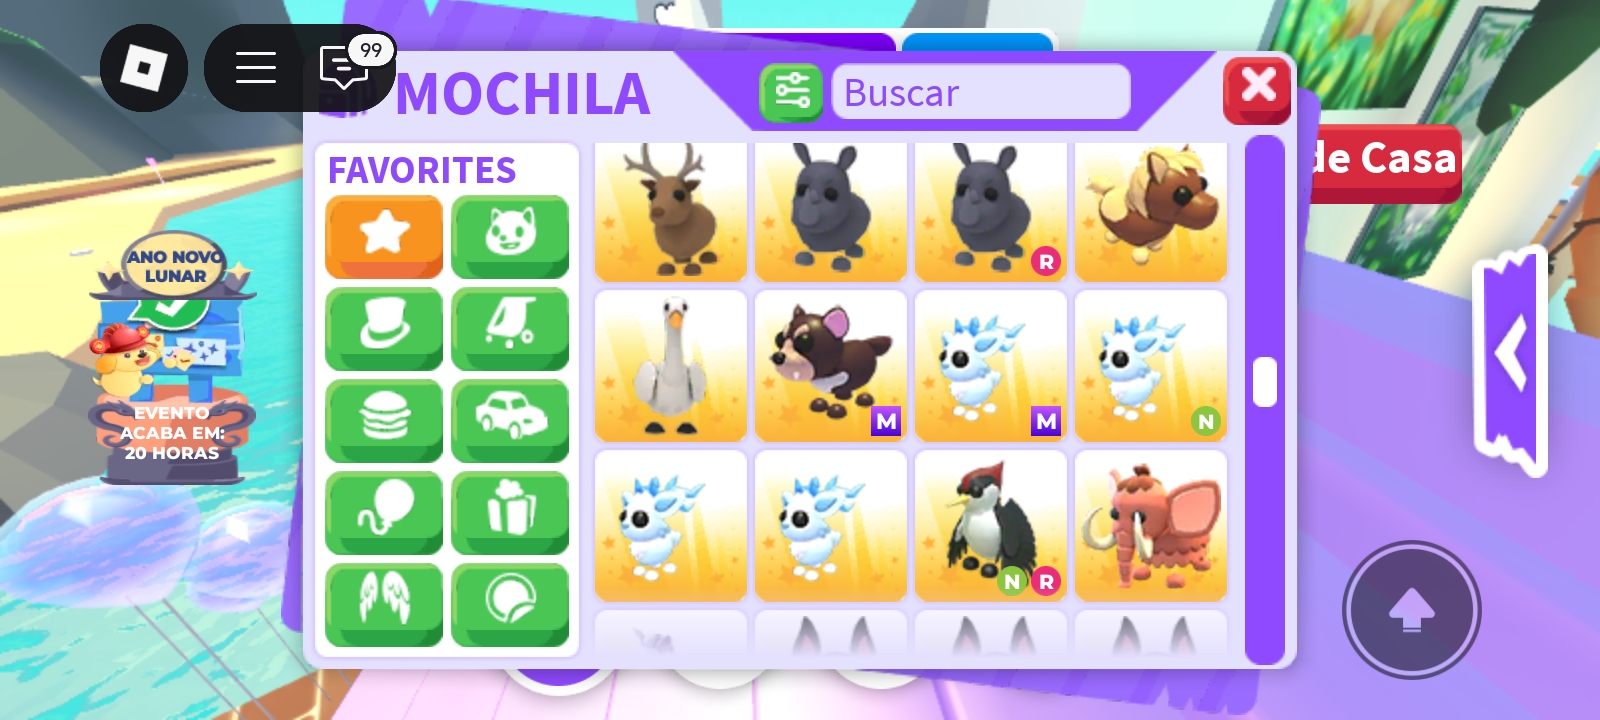 99
MOCHILA
Buscar
FAVORITES
de Casa
R
ANO NOVO
LUNAR
M
M
N
EVENTO
ACABA EM:
20 HORAS
N
R